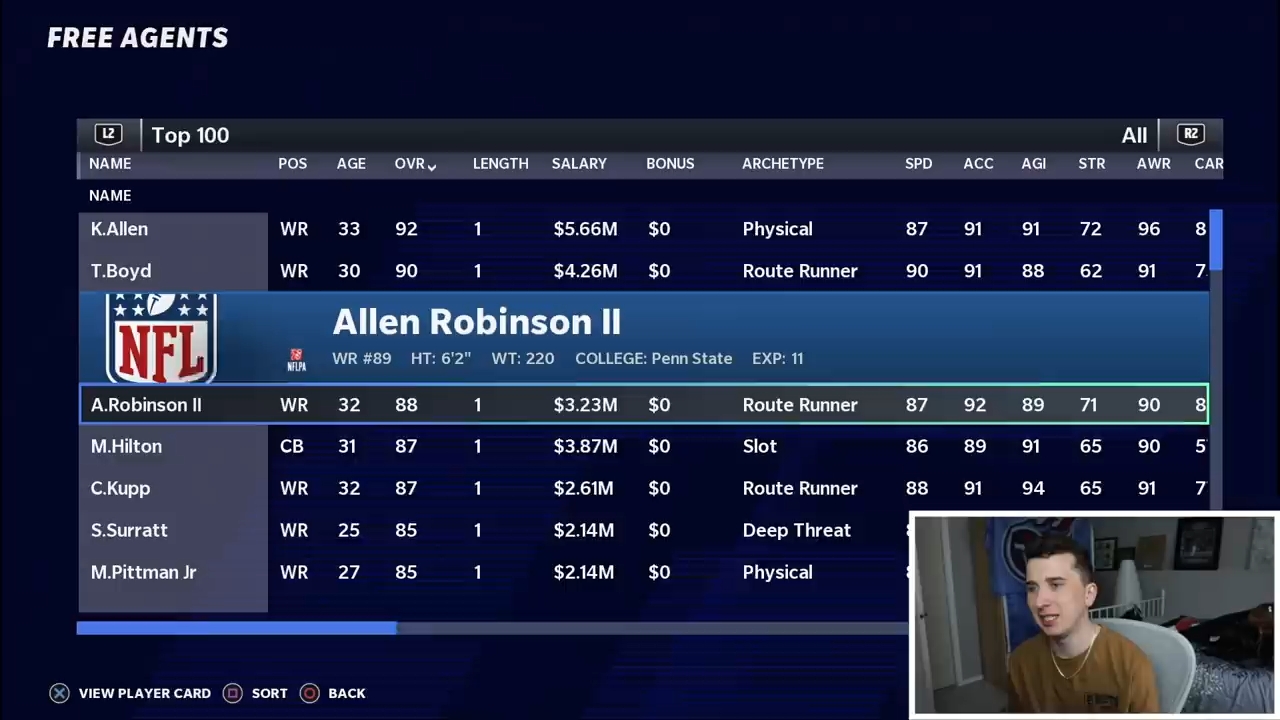 FREE AGENTS
L2 Top 100 All R2
NAME POS AGE OVR LENGTH SALARY BONUS ARCHETYPE SPD ACC AGI STR AWR CAR
NAME
K.Allen WR 33 92 1 $5.66M $0 Physical 87 91 91 72 96 8
T.Boyd WR 30 90 1 $4.26M $0 Route Runner 90 91 88 62 91 7
NFL
NFLPA
Allen Robinson II
WR #89 HT: 6'2" WT: 220 COLLEGE: Penn State EXP: 11
A.Robinson II WR 32 88 1 $3.23M $0 Route Runner 87 92 89 71 90 8
M.Hilton CB 31 87 1 $3.87M $0 Slot 86 89 91 65 90 5
C.Kupp WR 32 87 1 $2.61M $0 Route Runner 88 91 94 65 91 7
S.Surratt WR 25 85 1 $2.14M $0 Deep Threat
M.Pittman Jr WR 27 85 1 $2.14M $0 Physical
VIEW PLAYER CARD SORT BACK